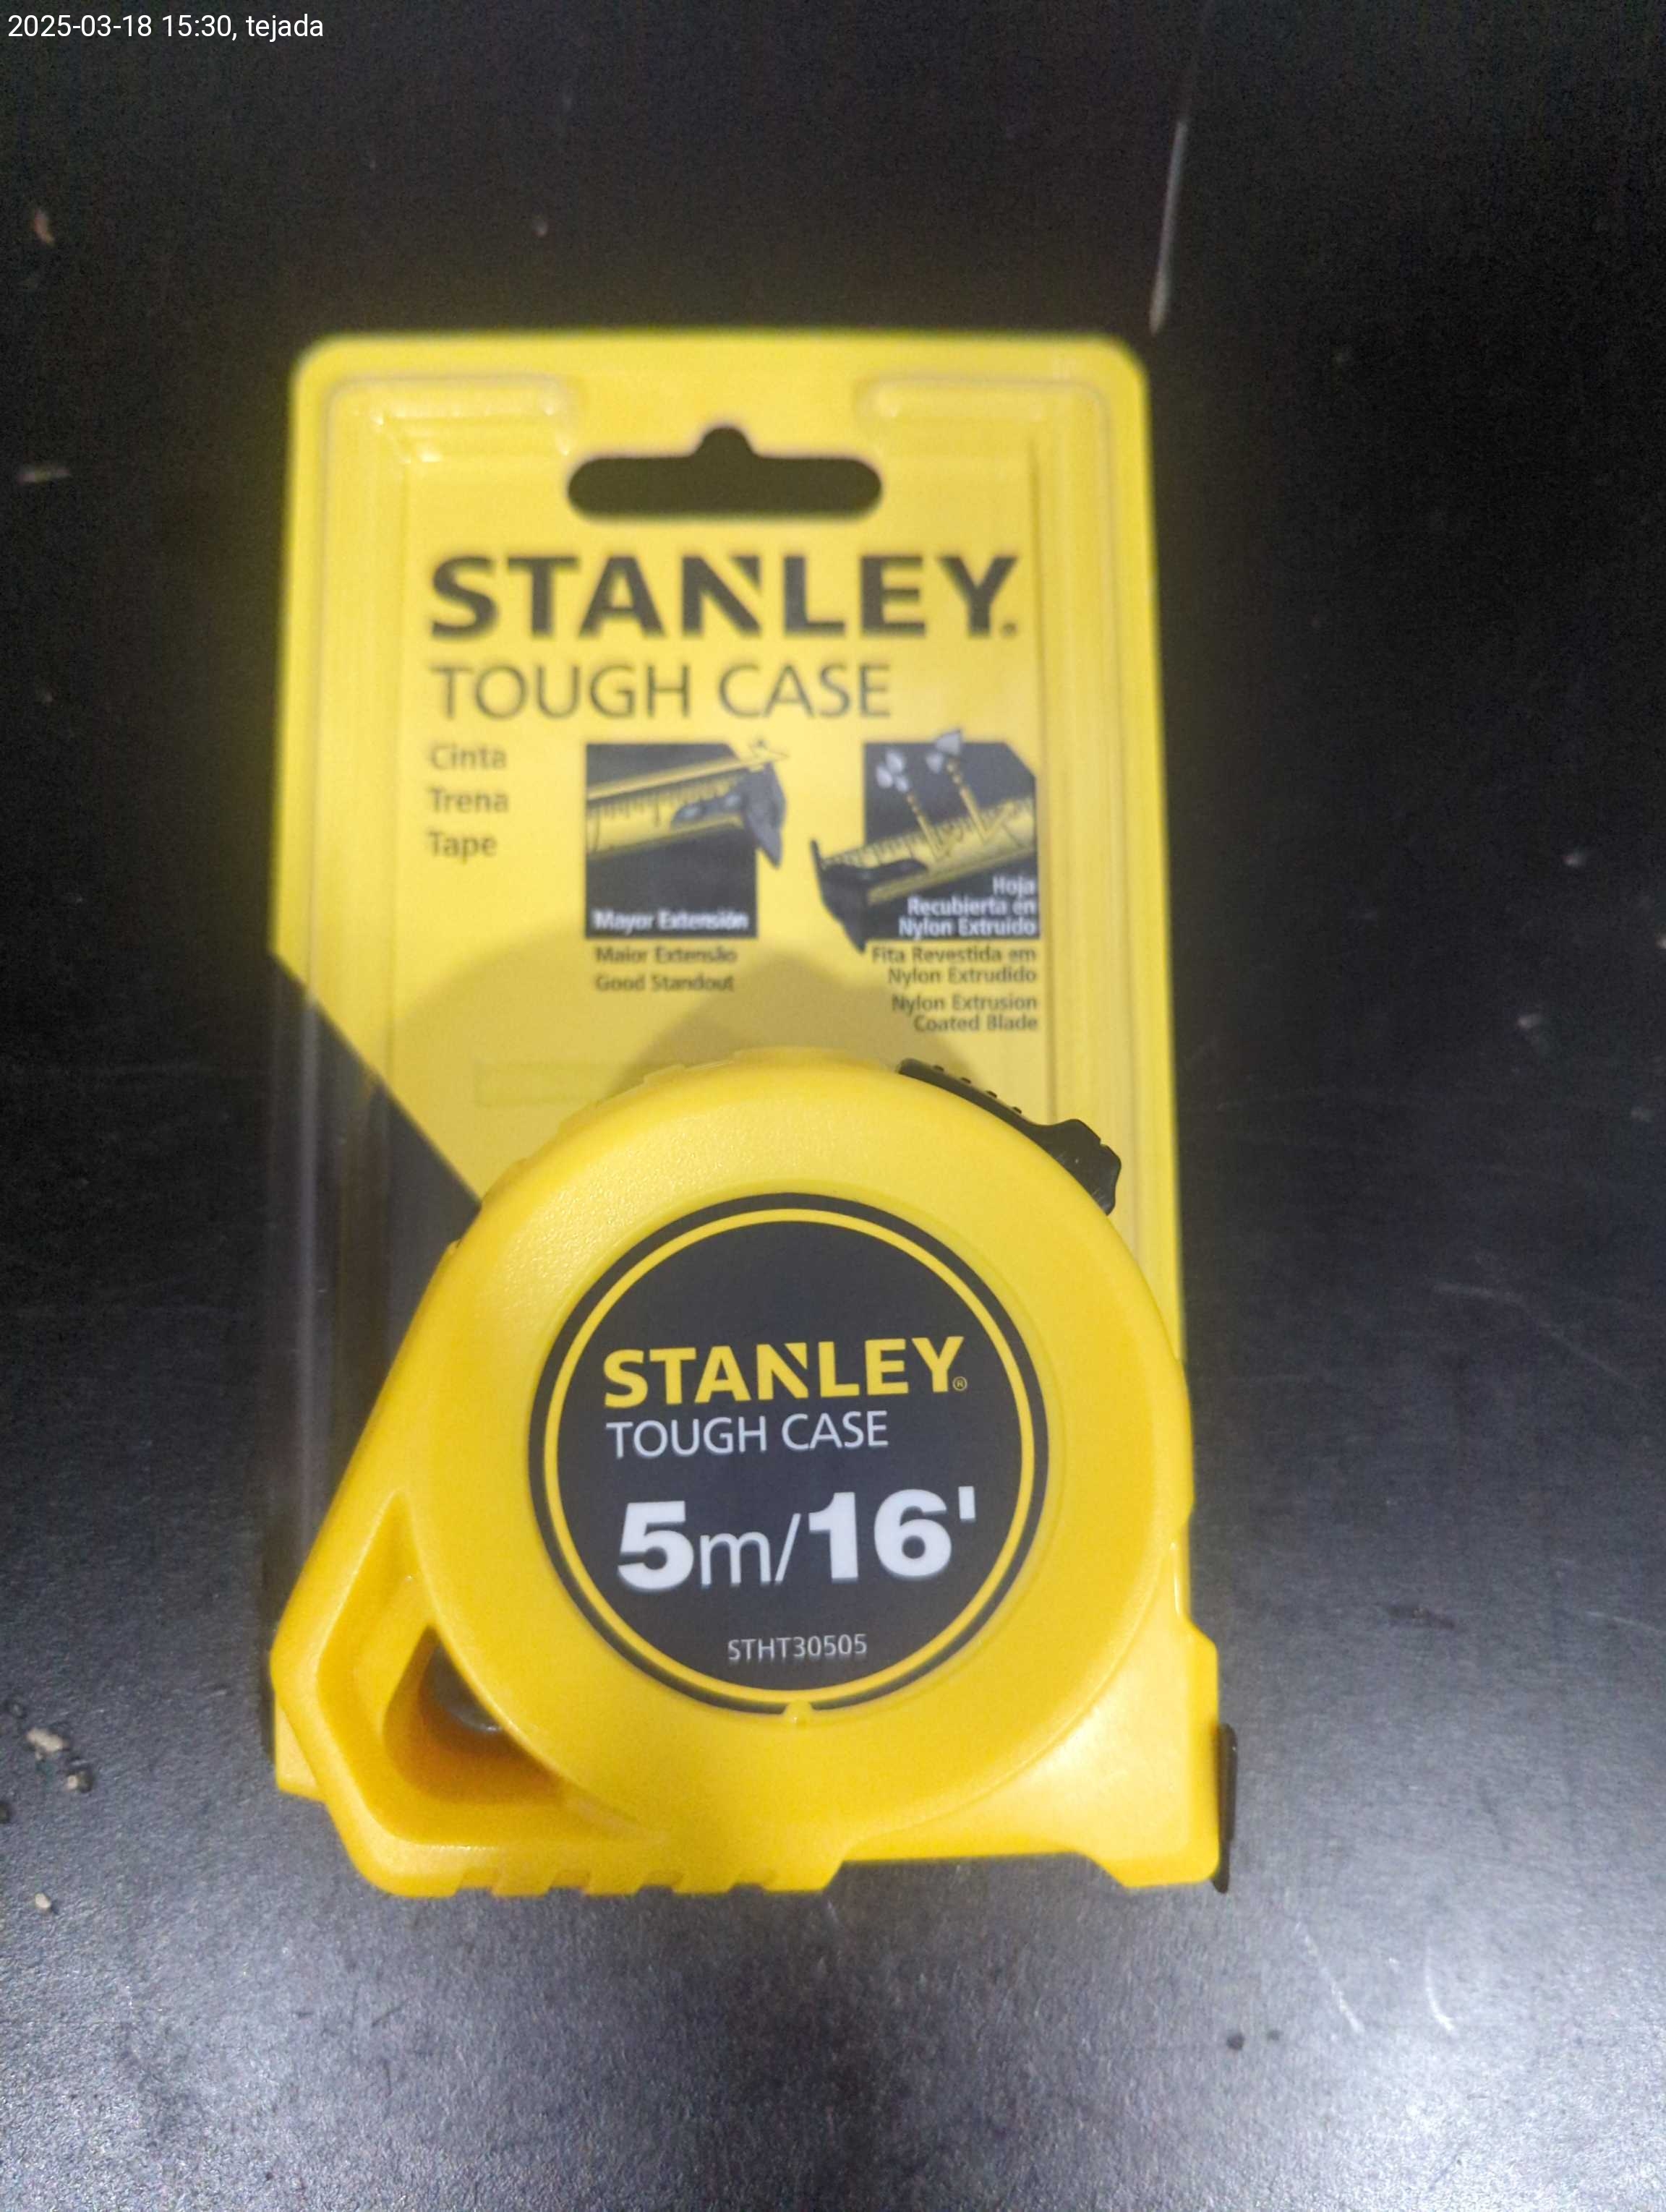 2025-03-18 15:30, tejada
STANLEY.
TOUGH CASE
Cinta
Trena
Tape
Mayor Extensión
Maior Extensão
Good Standout
Hoja
Recubierta en
Nylon Extruido
Fita Revestida em
Nylon Extrudido
Nylon Extrusion
Coated Blade
STANLEY®
TOUGH CASE
5m/16'
STHT30505